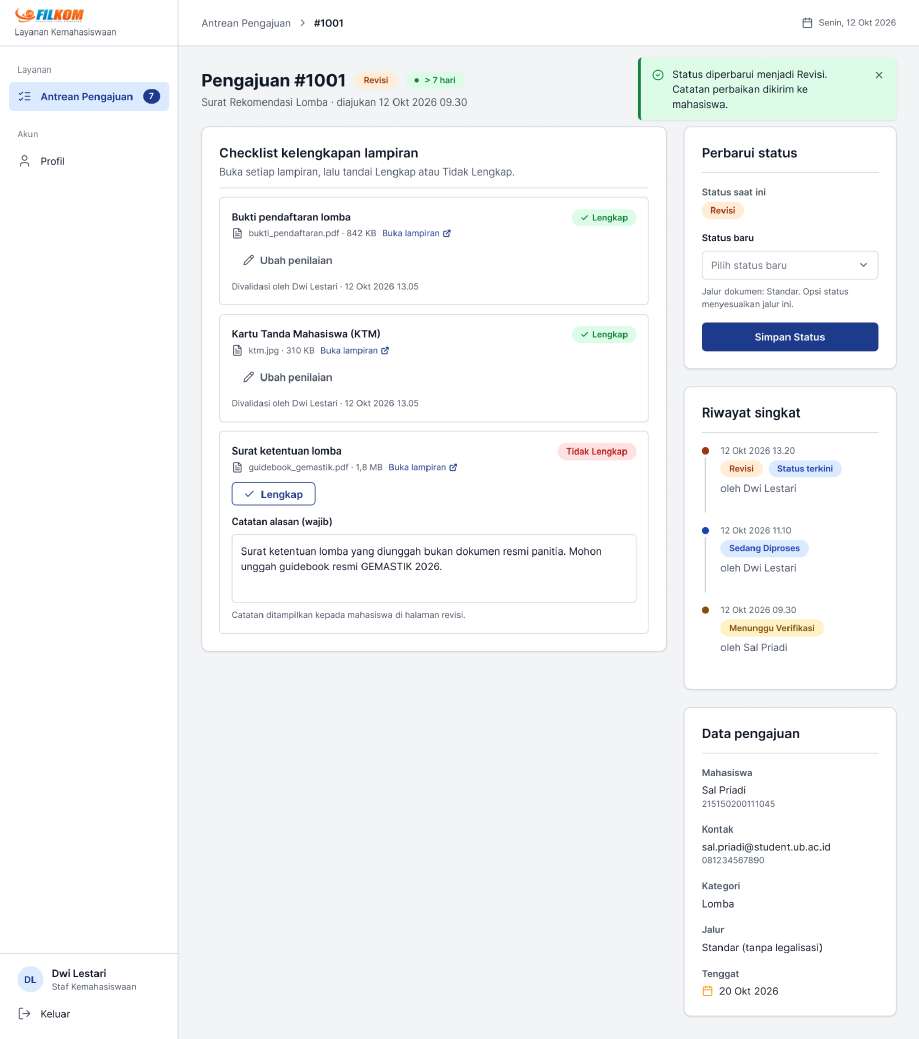 FILKOM
Layanan Kemahasiswaan
Layanan
Antrean Pengajuan 7
Akun
Profil
Dwi Lestari
DL
Staf Kemahasiswaan
Keluar
Antrean Pengajuan > #1001
Senin, 12 Okt 2026
Pengajuan #1001 Revisi • > 7 hari
Surat Rekomendasi Lomba · diajukan 12 Okt 2026 09.30
Status diperbarui menjadi Revisi.
Catatan perbaikan dikirim ke
mahasiswa.
Checklist kelengkapan lampiran
Buka setiap lampiran, lalu tandai Lengkap atau Tidak Lengkap.
Bukti pendaftaran lomba
Lengkap
bukti_pendaftaran.pdf · 842 KB Buka lampiran
Ubah penilaian
Divalidasi oleh Dwi Lestari · 12 Okt 2026 13.05
Kartu Tanda Mahasiswa (KTM)
Lengkap
ktm.jpg · 310 KB Buka lampiran
Ubah penilaian
Divalidasi oleh Dwi Lestari · 12 Okt 2026 13.05
Surat ketentuan lomba
Tidak Lengkap
guidebook_gemastik.pdf · 1,8 MB Buka lampiran
Lengkap
Catatan alasan (wajib)
Surat ketentuan lomba yang diunggah bukan dokumen resmi panitia. Mohon
unggah guidebook resmi GEMASTIK 2026.
Catatan ditampilkan kepada mahasiswa di halaman revisi.
Perbarui status
Status saat ini
Revisi
Status baru
Pilih status baru
Jalur dokumen: Standar. Opsi status
menyesuaikan jalur ini.
Simpan Status
Riwayat singkat
12 Okt 2026 13.20
Revisi Status terkini
oleh Dwi Lestari
12 Okt 2026 11.10
Sedang Diproses
oleh Dwi Lestari
12 Okt 2026 09.30
Menunggu Verifikasi
oleh Sal Priadi
Data pengajuan
Mahasiswa
Sal Priadi
215150200111045
Kontak
sal.priadi@student.ub.ac.id
081234567890
Kategori
Lomba
Jalur
Standar (tanpa legalisasi)
Tenggat
20 Okt 2026